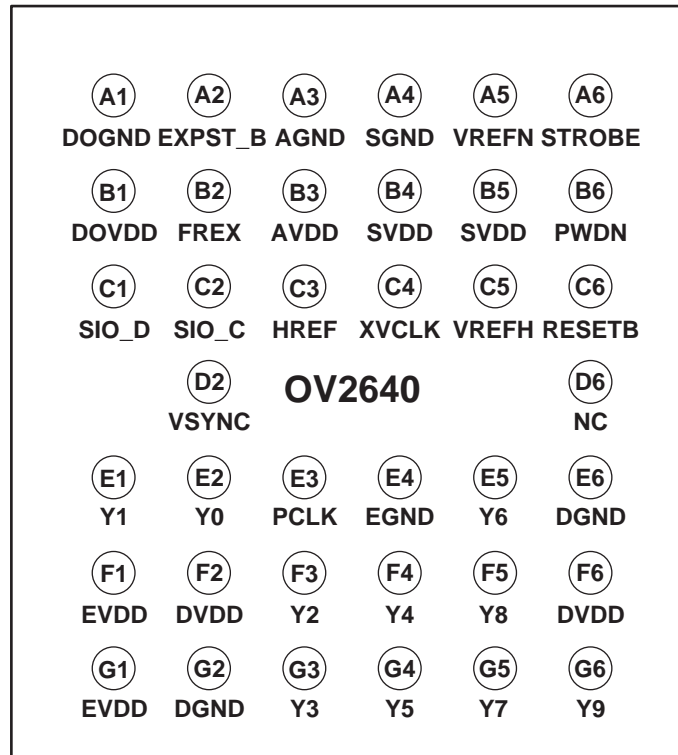 A1 A2 A3 A4 A5 A6
DOGND EXPST_B AGND SGND VREFN STROBE
B1 B2 B3 B4 B5 B6
DOVDD FREX AVDD SVDD SVDD PWDN
C1 C2 C3 C4 C5 C6
SIO_D SIO_C HREF XVCLK VREFH RESETB
D2 OV2640 D6
VSYNC NC
E1 E2 E3 E4 E5 E6
Y1 Y0 PCLK EGND Y6 DGND
F1 F2 F3 F4 F5 F6
EVDD DVDD Y2 Y4 Y8 DVDD
G1 G2 G3 G4 G5 G6
EVDD DGND Y3 Y5 Y7 Y9